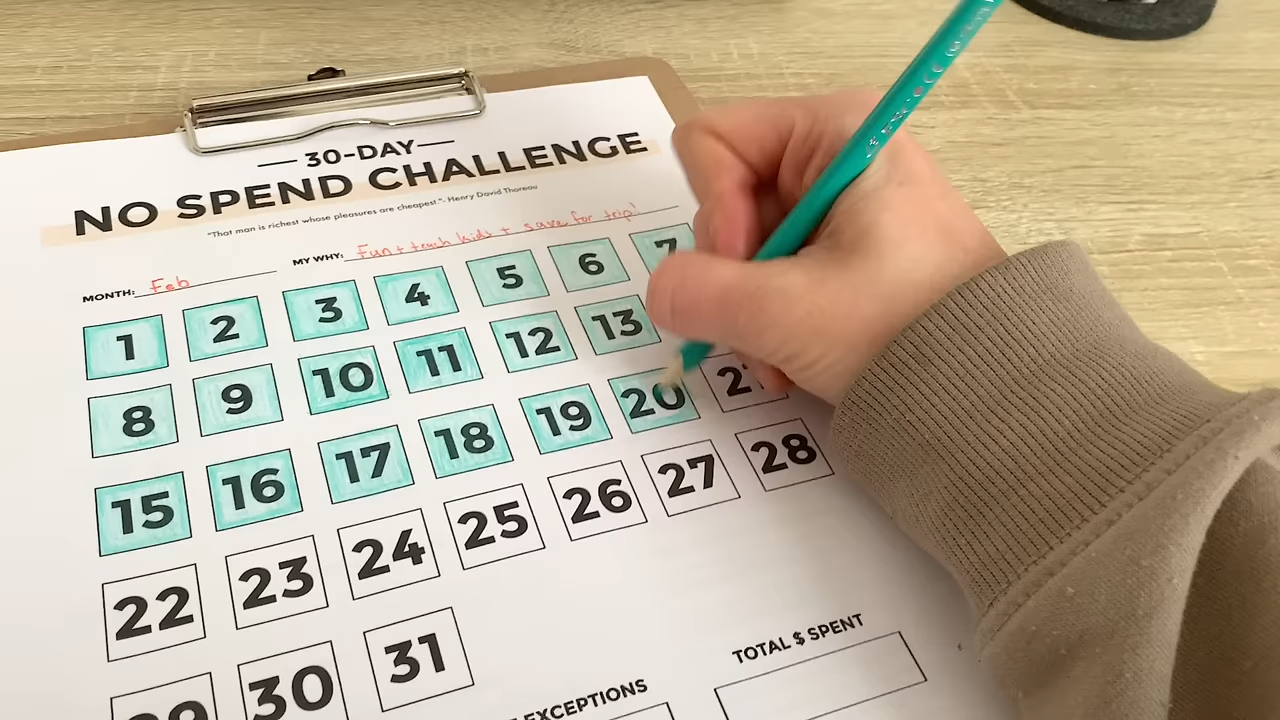 30-DAY
NO SPEND CHALLENGE
"That man is richest whose pleasures are cheapest."- Henry David Thoreau
MONTH: Feb MY WHY: Fun + teach kids + save for trip!
1 2 3 4 5 6 7
8 9 10 11 12 13
15 16 17 18 19 20 21
22 23 24 25 26 27 28
29 30 31
EXCEPTIONS TOTAL $ SPENT